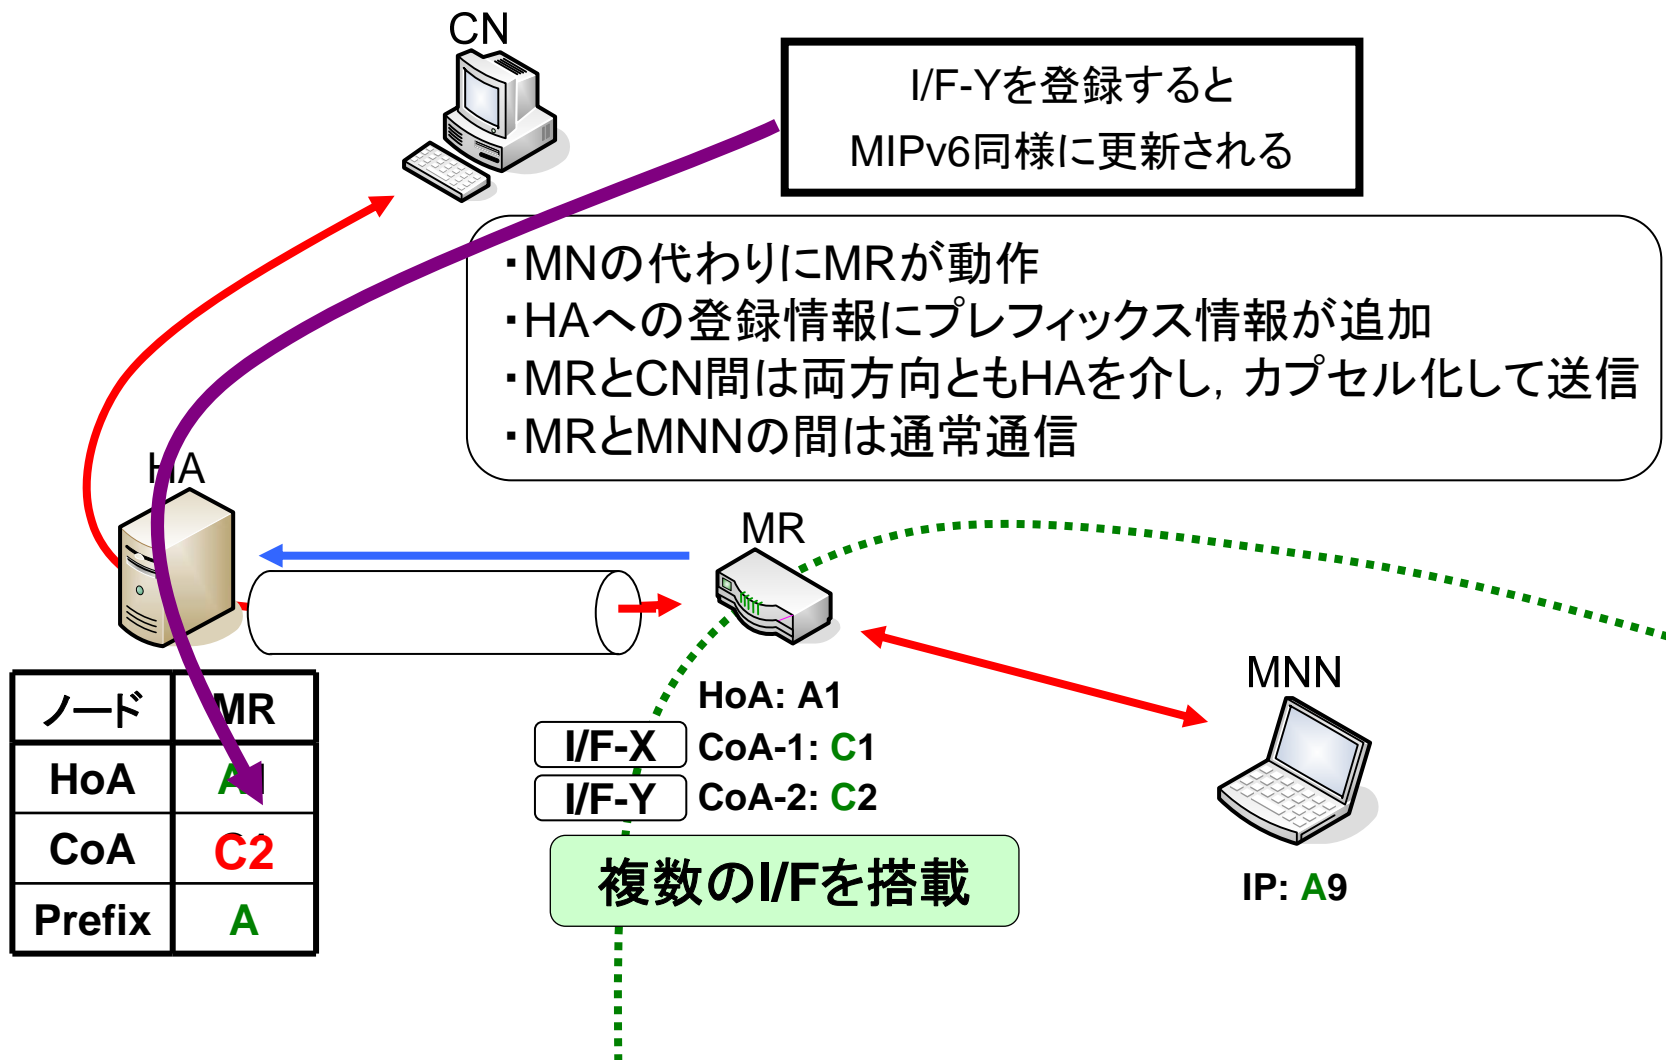 CN
I/F-Yを登録すると
MIPv6同様に更新される
・MNの代わりにMRが動作
・HAへの登録情報にプレフィックス情報が追加
・MRとCN間は両方向ともHAを介し，カプセル化して送信
・MRとMNNの間は通常通信
HA
MR
MNN
HoA: A1
I/F-X CoA-1: C1
I/F-Y CoA-2: C2
複数のI/Fを搭載
IP: A9
ノード MR
HoA A1
CoA C2
Prefix A